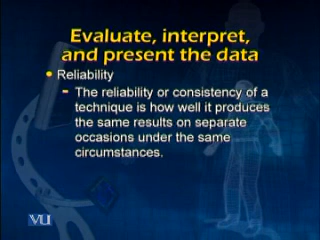 Evaluate, interpret,
and present the data
• Reliability
- The reliability or consistency of a
technique is how well it produces
the same results on separate
occasions under the same
circumstances.
VU